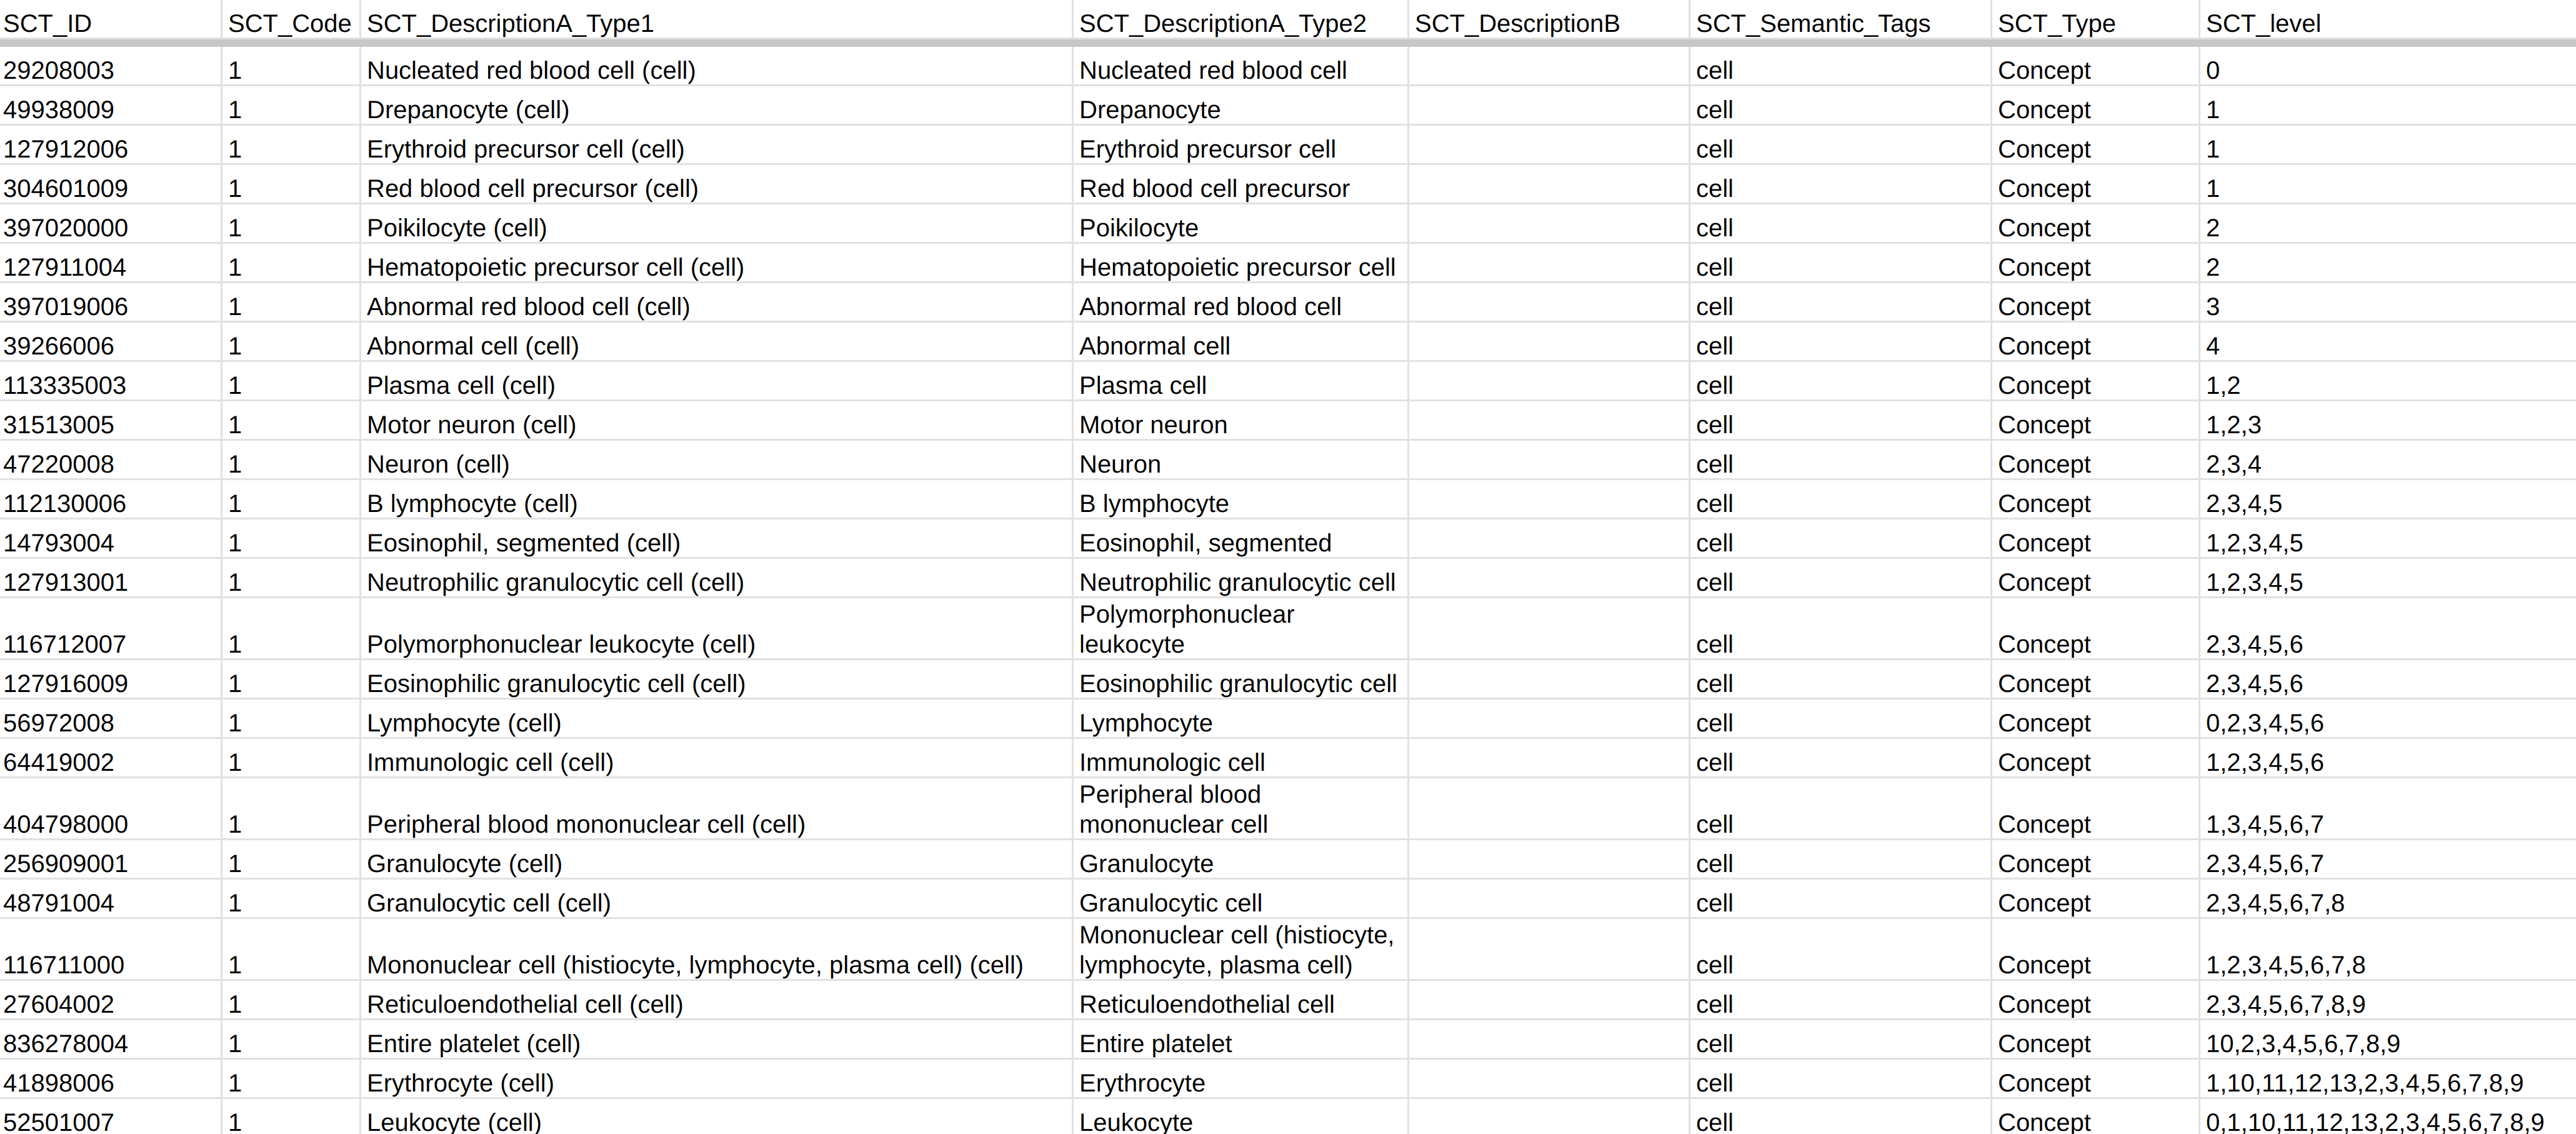 SCT_ID SCT_Code SCT_DescriptionA_Type1 SCT_DescriptionA_Type2 SCT_DescriptionB SCT_Semantic_Tags SCT_Type SCT_level
29208003 1 Nucleated red blood cell (cell) Nucleated red blood cell cell Concept 0
49938009 1 Drepanocyte (cell) Drepanocyte cell Concept 1
127912006 1 Erythroid precursor cell (cell) Erythroid precursor cell cell Concept 1
304601009 1 Red blood cell precursor (cell) Red blood cell precursor cell Concept 1
397020000 1 Poikilocyte (cell) Poikilocyte cell Concept 2
127911004 1 Hematopoietic precursor cell (cell) Hematopoietic precursor cell cell Concept 2
397019006 1 Abnormal red blood cell (cell) Abnormal red blood cell cell Concept 3
39266006 1 Abnormal cell (cell) Abnormal cell cell Concept 4
113335003 1 Plasma cell (cell) Plasma cell cell Concept 1,2
31513005 1 Motor neuron (cell) Motor neuron cell Concept 1,2,3
47220008 1 Neuron (cell) Neuron cell Concept 2,3,4
112130006 1 B lymphocyte (cell) B lymphocyte cell Concept 2,3,4,5
14793004 1 Eosinophil, segmented (cell) Eosinophil, segmented cell Concept 1,2,3,4,5
127913001 1 Neutrophilic granulocytic cell (cell) Neutrophilic granulocytic cell cell Concept 1,2,3,4,5
Polymorphonuclear
116712007 1 Polymorphonuclear leukocyte (cell) leukocyte cell Concept 2,3,4,5,6
127916009 1 Eosinophilic granulocytic cell (cell) Eosinophilic granulocytic cell cell Concept 2,3,4,5,6
56972008 1 Lymphocyte (cell) Lymphocyte cell Concept 0,2,3,4,5,6
64419002 1 Immunologic cell (cell) Immunologic cell cell Concept 1,2,3,4,5,6
Peripheral blood
404798000 1 Peripheral blood mononuclear cell (cell) mononuclear cell cell Concept 1,3,4,5,6,7
256909001 1 Granulocyte (cell) Granulocyte cell Concept 2,3,4,5,6,7
48791004 1 Granulocytic cell (cell) Granulocytic cell cell Concept 2,3,4,5,6,7,8
Mononuclear cell (histiocyte,
116711000 1 Mononuclear cell (histiocyte, lymphocyte, plasma cell) (cell) lymphocyte, plasma cell) cell Concept 1,2,3,4,5,6,7,8
27604002 1 Reticuloendothelial cell (cell) Reticuloendothelial cell cell Concept 2,3,4,5,6,7,8,9
836278004 1 Entire platelet (cell) Entire platelet cell Concept 10,2,3,4,5,6,7,8,9
41898006 1 Erythrocyte (cell) Erythrocyte cell Concept 1,10,11,12,13,2,3,4,5,6,7,8,9
52501007 1 Leukocyte (cell) Leukocyte cell Concept 0,1,10,11,12,13,2,3,4,5,6,7,8,9